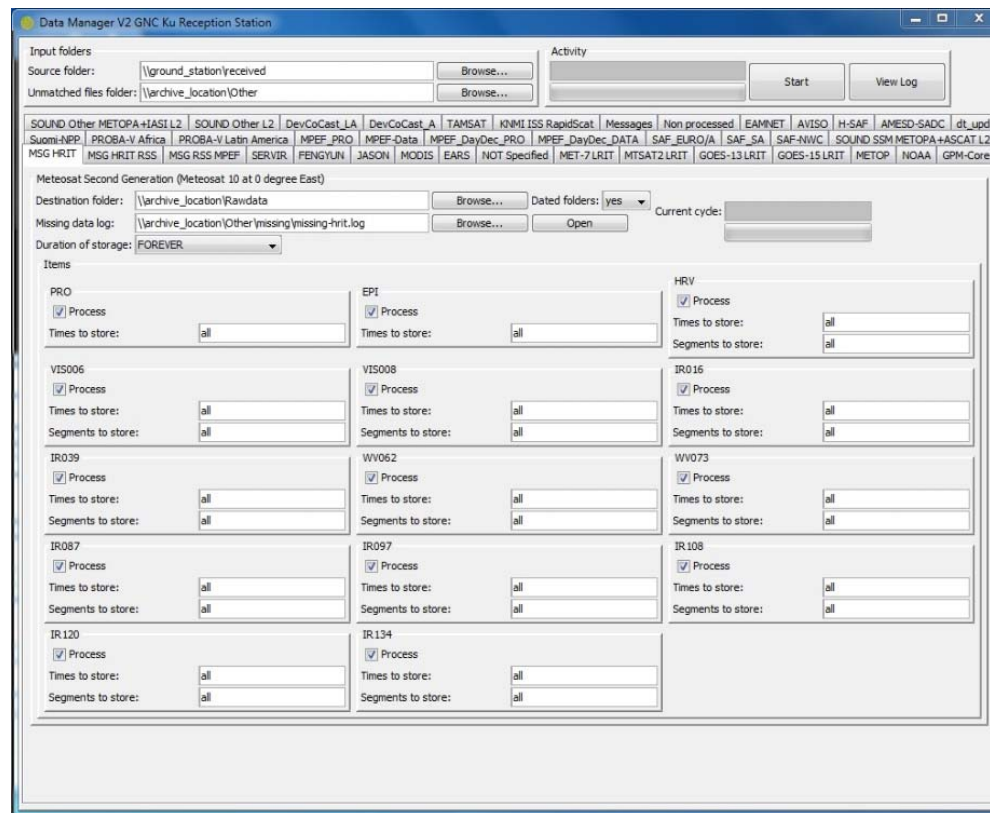 Data Manager V2 GNC Ku Reception Station
Input folders
Source folder: \\ground_station\received Browse...
Unmatched files folder: \\archive_location\Other Browse...
Activity
Start View Log
SOUND Other METOPA+IASI L2 SOUND Other L2 DevCoCast_LA DevCoCast_A TAMSAT KNMI ISS RapidScat Messages Non processed EAMNET AVISO H-SAF AMESD-SADC dt_upd
Suomi-NPP PROBA-V Africa PROBA-V Latin America MPEF_PRO MPEF-Data MPEF_DayDec_PRO MPEF_DayDec_DATA SAF_EURO/A SAF_SA SAF-NWC SOUND SSM METOPA+ASCAT L2
MSG HRIT MSG HRIT RSS MSG RSS MPEF SERVIR FENGYUN JASON MODIS EARS NOT Specified MET-7 LRIT MTSAT2 LRIT GOES-13 LRIT GOES-15 LRIT METOP NOAA GPM-Core
Meteosat Second Generation (Meteosat 10 at 0 degree East)
Destination folder: \\archive_location\Rawdata Browse... Dated folders: yes
Current cycle:
Missing data log: \\archive_location\Other\missing\missing-hrit.log Browse... Open
Duration of storage: FOREVER
Items
PRO
Process
Times to store: all
EPI
Process
Times to store: all
HRV
Process
Times to store: all
Segments to store: all
VIS006
Process
Times to store: all
Segments to store: all
VIS008
Process
Times to store: all
Segments to store: all
IR016
Process
Times to store: all
Segments to store: all
IR039
Process
Times to store: all
Segments to store: all
WV062
Process
Times to store: all
Segments to store: all
WV073
Process
Times to store: all
Segments to store: all
IR087
Process
Times to store: all
Segments to store: all
IR097
Process
Times to store: all
Segments to store: all
IR108
Process
Times to store: all
Segments to store: all
IR120
Process
Times to store: all
Segments to store: all
IR134
Process
Times to store: all
Segments to store: all